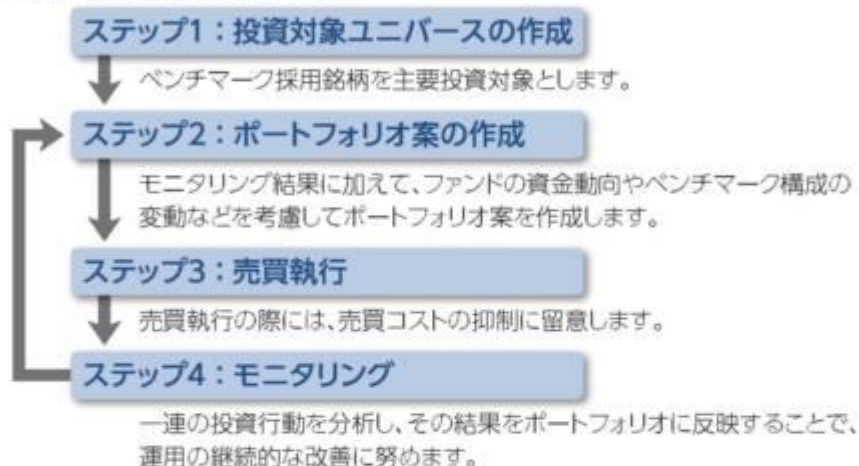 ステップ1：投資対象ユニバースの作成
ベンチマーク採用銘柄を主要投資対象とします。
ステップ2：ポートフォリオ案の作成
モニタリング結果に加えて、ファンドの資金動向やベンチマーク構成の
変動などを考慮してポートフォリオ案を作成します。
ステップ3：売買執行
売買執行の際には、売買コストの抑制に留意します。
ステップ4：モニタリング
一連の投資行動を分析し、その結果をポートフォリオに反映することで、
運用の継続的な改善に努めます。